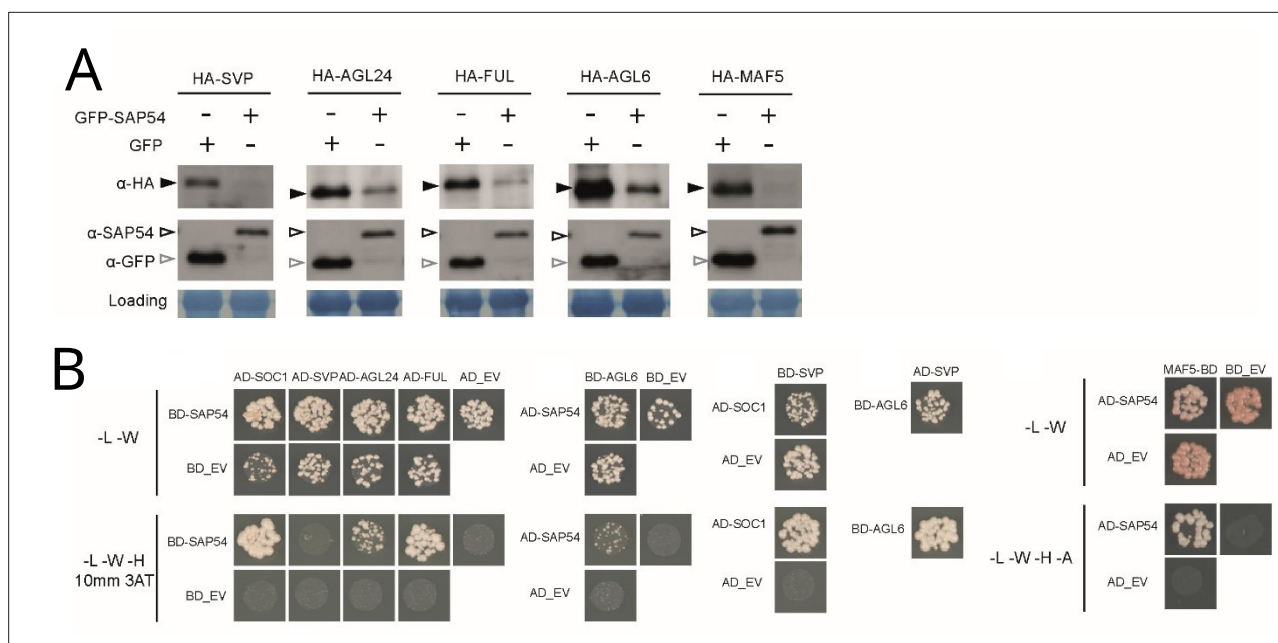 A
HA-SVP HA-AGL24 HA-FUL HA-AGL6 HA-MAF5
GFP-SAP54 - + - + - + - + - +
GFP + - + - + - + - + -
α-HA
α-SAP54
α-GFP
Loading
B
AD-SOC1 AD-SVP AD-AGL24 AD-FUL AD_EV BD-AGL6 BD_EV BD-SVP AD-SVP MAF5-BD BD_EV
-L -W BD-SAP54 AD-SAP54 AD-SOC1 BD-AGL6 -L -W AD-SAP54
BD_EV AD_EV AD_EV AD_EV
-L -W -H
10mm 3AT BD-SAP54 AD-SAP54 AD-SOC1 BD-AGL6 -L -W -H -A AD-SAP54
BD_EV AD_EV AD_EV AD_EV